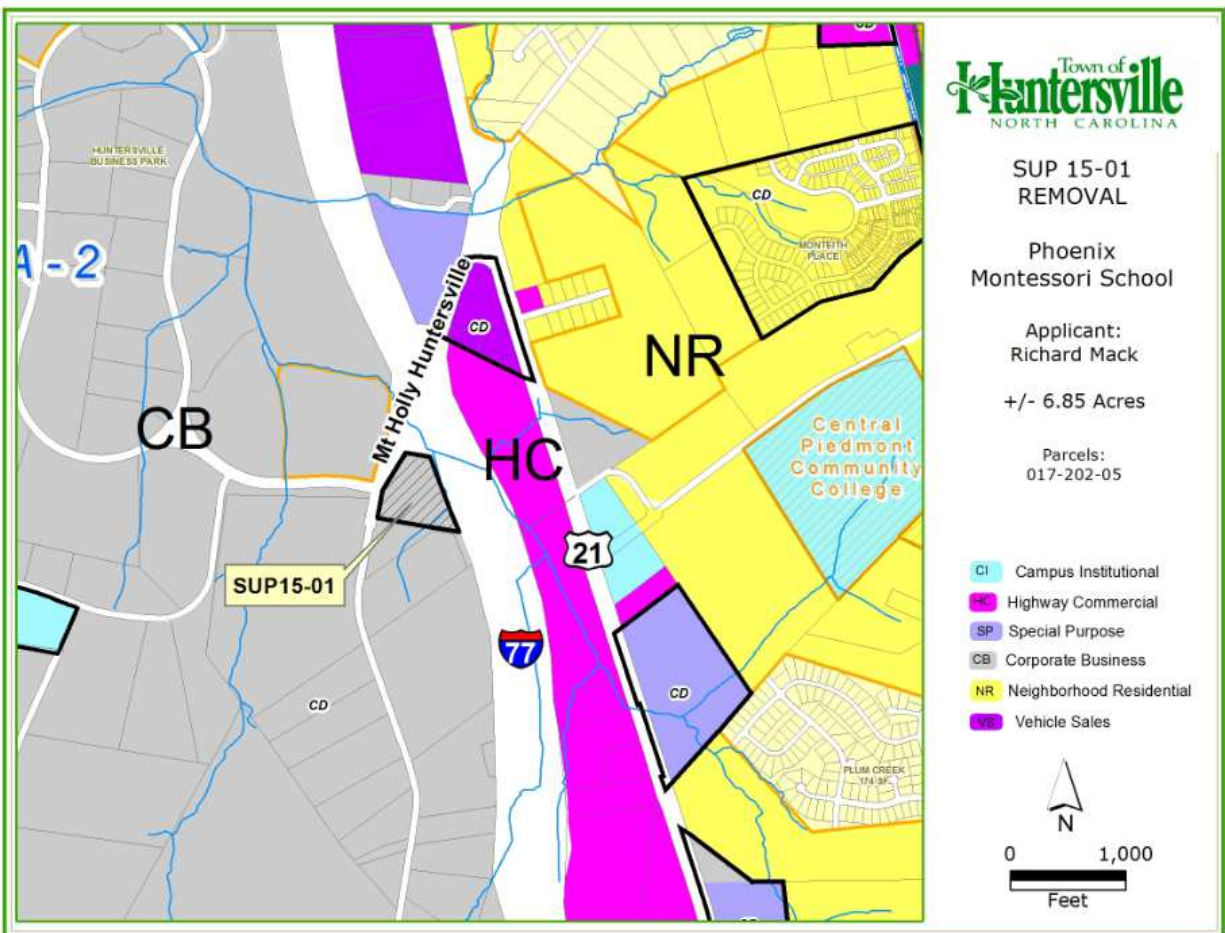 CD
HUNTERSVILLE
BUSINESS PARK
A - 2
CD
MONTEITH
PLACE
Mt Holly Huntersville
CD
NR
CB
HC
Central
Piedmont
Community
College
21
SUP15-01
77
CD
CD
PLUM CREEK
CD
Town of
Huntersville
NORTH CAROLINA
SUP 15-01
REMOVAL
Phoenix
Montessori School
Applicant:
Richard Mack
+/- 6.85 Acres
Parcels:
017-202-05
CI Campus Institutional
HC Highway Commercial
SP Special Purpose
CB Corporate Business
NR Neighborhood Residential
VS Vehicle Sales
N
0 1,000
Feet